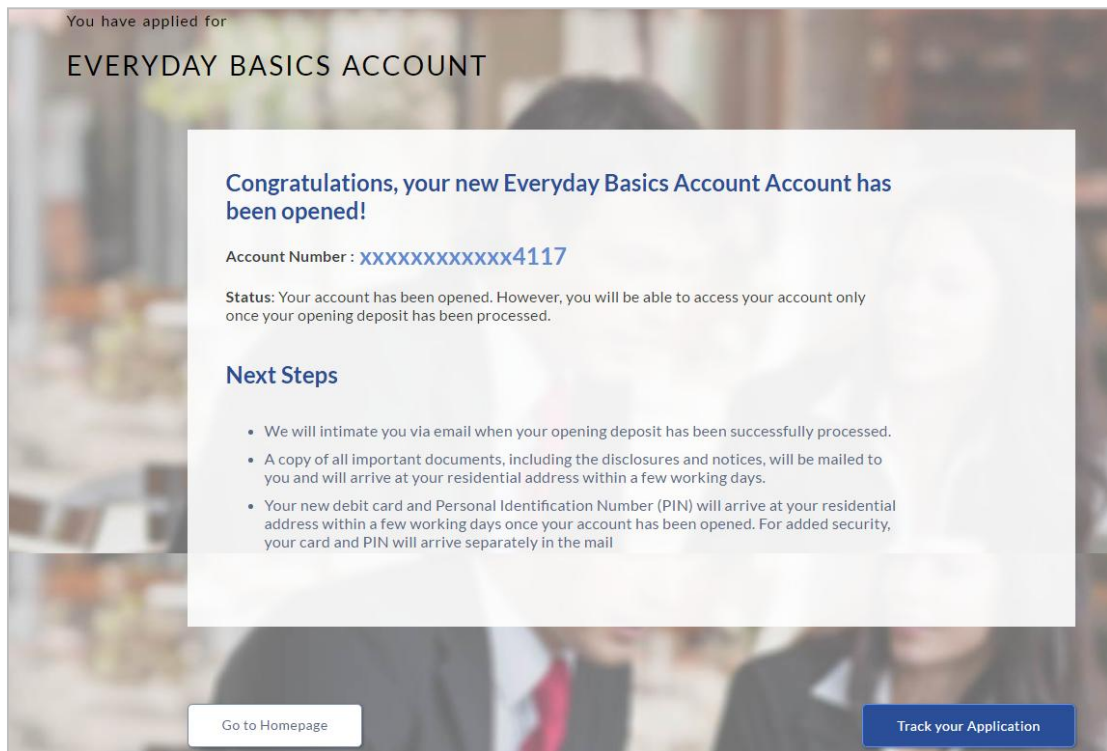 You have applied for
EVERYDAY BASICS ACCOUNT
Congratulations, your new Everyday Basics Account Account has
been opened!
Account Number : xxxxxxxxxxxx4117
Status: Your account has been opened. However, you will be able to access your account only
once your opening deposit has been processed.
Next Steps
• We will intimate you via email when your opening deposit has been successfully processed.
• A copy of all important documents, including the disclosures and notices, will be mailed to
you and will arrive at your residential address within a few working days.
• Your new debit card and Personal Identification Number (PIN) will arrive at your residential
address within a few working days once your account has been opened. For added security,
your card and PIN will arrive separately in the mail
Go to Homepage
Track your Application